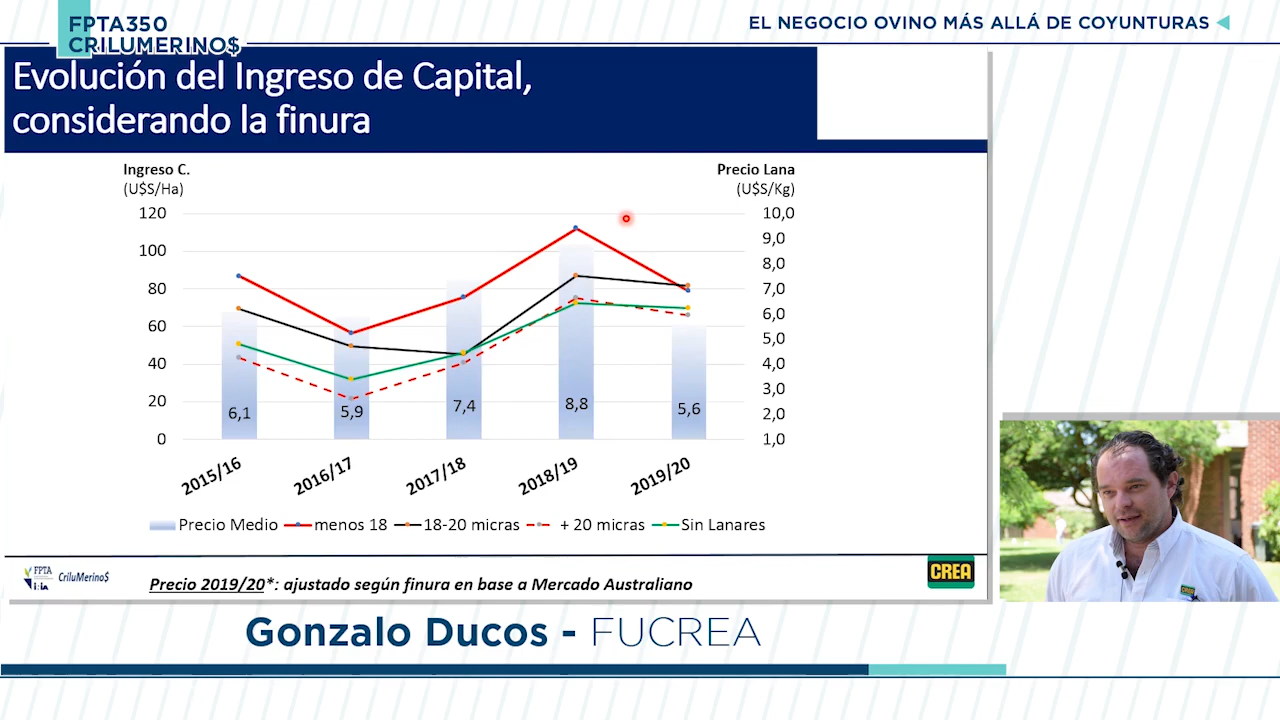 FPTA350
CRILUMERINO$
EL NEGOCIO OVINO MÁS ALLÁ DE COYUNTURAS
Evolución del Ingreso de Capital,
considerando la finura
Ingreso C.
(U$S/Ha)
Precio Lana
(U$S/Kg)
120
100
80
60
40
20
0
10,0
9,0
8,0
7,0
6,0
5,0
4,0
3,0
2,0
1,0
6,1
5,9
7,4
8,8
5,6
2015/16
2016/17
2017/18
2018/19
2019/20
Precio Medio
menos 18
18-20 micras
+ 20 micras
Sin Lanares
FPTA
CriluMerino$
Precio 2019/20*: ajustado según finura en base a Mercado Australiano
CREA
CREA
Gonzalo Ducos - FUCREA